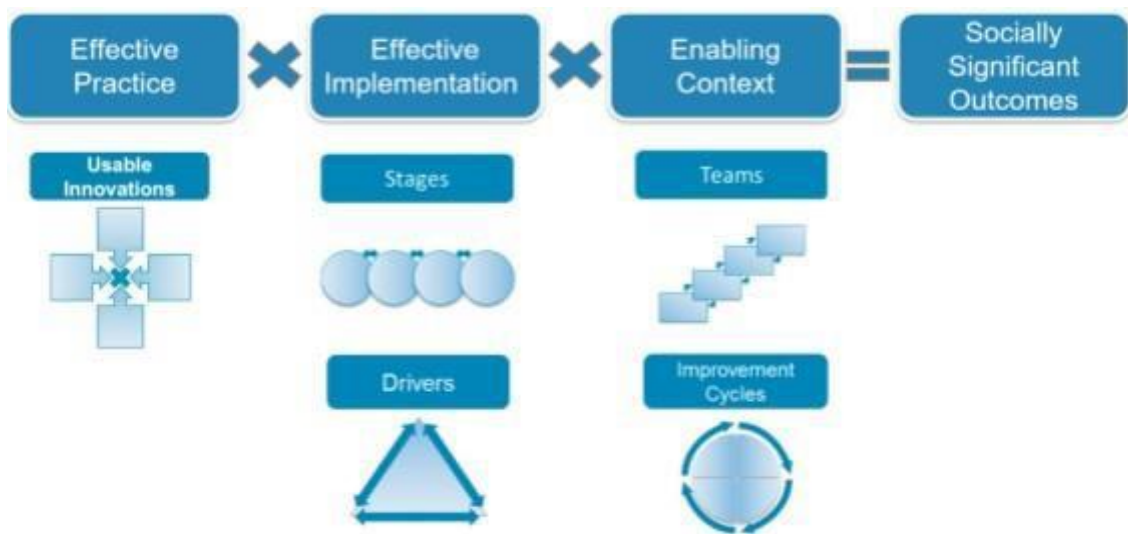 Effective
Practice
Effective
Implementation
Enabling
Context
Socially
Significant
Outcomes
Usable
Innovations
Stages
Teams
Drivers
Improvement
Cycles